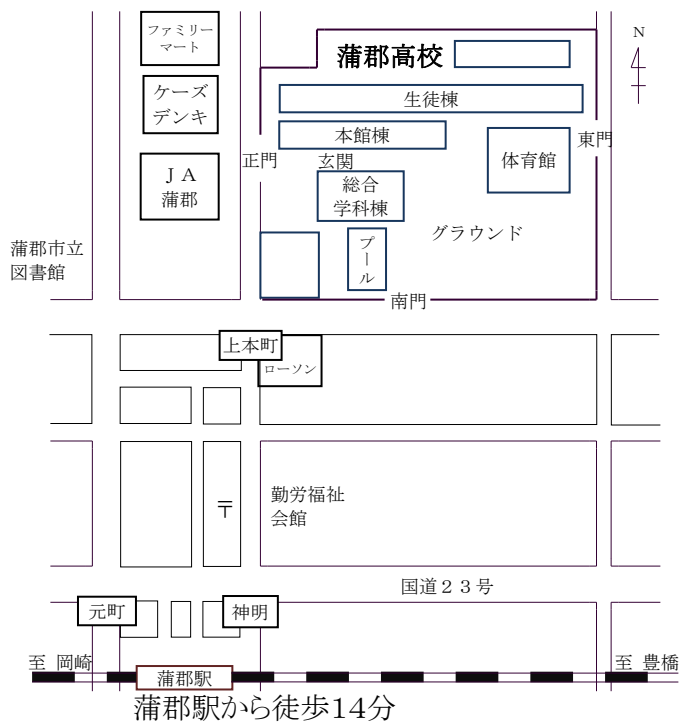 ファミリー
マート
N
蒲郡高校
ケーズ
デンキ
生徒棟
本館棟
東門
正門
玄関
体育館
ＪＡ
蒲郡
総合
学科棟
グラウンド
プール
蒲郡市立
図書館
南門
上本町
ローソン
〒
勤労福祉
会館
国道２３号
元町
神明
至 岡崎
至 豊橋
蒲郡駅
蒲郡駅から徒歩14分